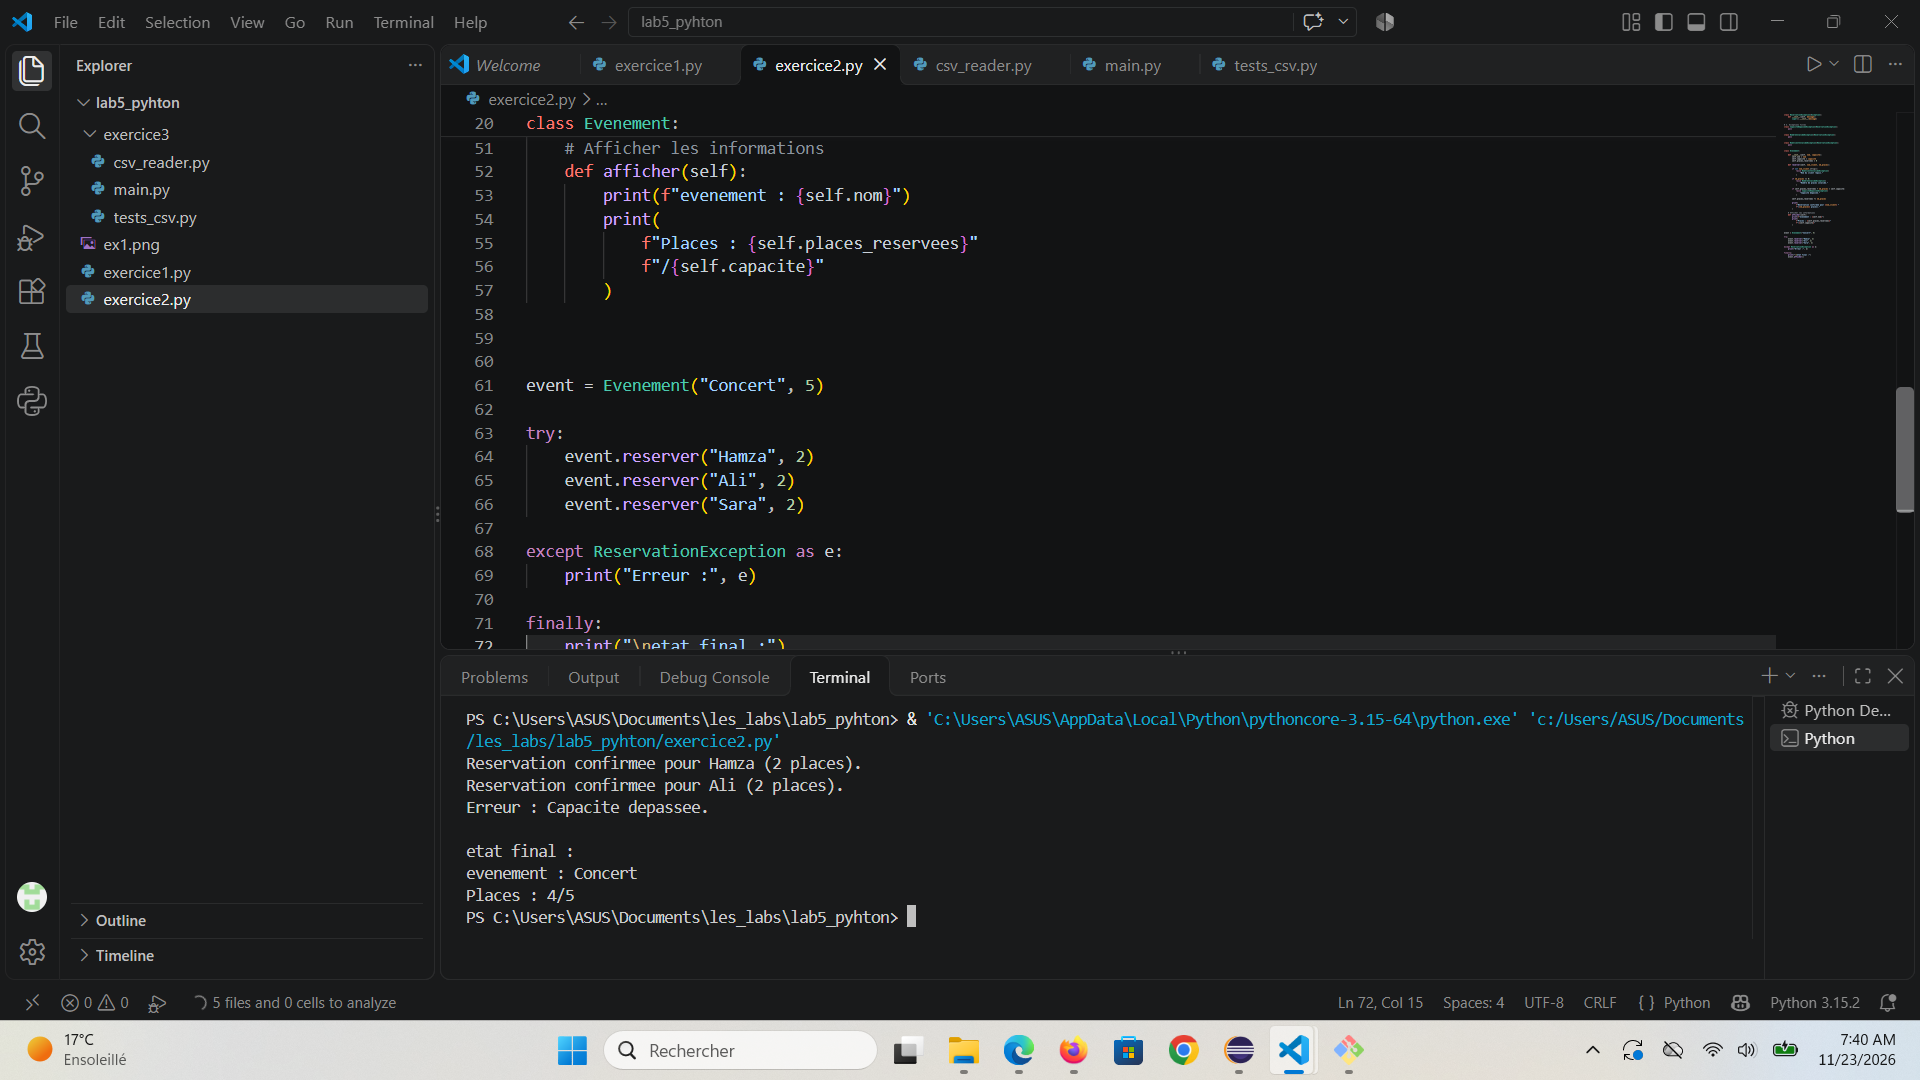 File Edit Selection View Go Run Terminal Help
lab5_pyhton
Explorer
lab5_pyhton
exercice3
csv_reader.py
main.py
tests_csv.py
ex1.png
exercice1.py
exercice2.py
Outline
Timeline
Welcome exercice1.py exercice2.py csv_reader.py main.py tests_csv.py
exercice2.py > ...
20 class Evenement:
51 # Afficher les informations
52 def afficher(self):
53 print(f"evenement : {self.nom}")
54 print(
55 f"Places : {self.places_reservees}"
56 f"/{self.capacite}"
57 )
58
59
60
61 event = Evenement("Concert", 5)
62
63 try:
64 event.reserver("Hamza", 2)
65 event.reserver("Ali", 2)
66 event.reserver("Sara", 2)
67
68 except ReservationException as e:
69 print("Erreur :", e)
70
71 finally:
72 print("\netat final :")
Problems Output Debug Console Terminal Ports
PS C:\Users\ASUS\Documents\les_labs\lab5_pyhton> & 'C:\Users\ASUS\AppData\Local\Python\pythoncore-3.15-64\python.exe' 'c:/Users/ASUS/Documents
/les_labs/lab5_pyhton/exercice2.py'
Reservation confirmee pour Hamza (2 places).
Reservation confirmee pour Ali (2 places).
Erreur : Capacite depassee.
etat final :
evenement : Concert
Places : 4/5
PS C:\Users\ASUS\Documents\les_labs\lab5_pyhton>
Python De...
Python
0 0 5 files and 0 cells to analyze
Ln 72, Col 15 Spaces: 4 UTF-8 CRLF { } Python Python 3.15.2
17°C
Ensoleillé
Rechercher
7:40 AM
11/23/2026